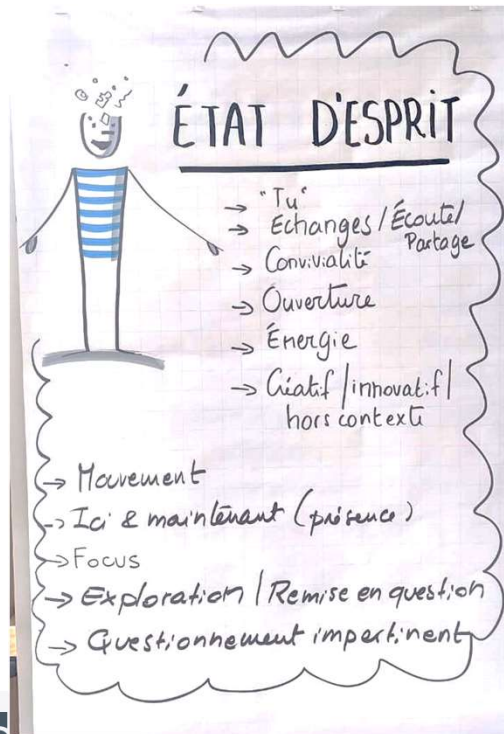 ÉTAT D'ESPRIT
→ "Tu"
→ Echanges / Écoute /
Partage
→ Convivialité
→ Ouverture
→ Énergie
→ Créatif / innovatif /
hors contexte
→ Mouvement
→ Ici & maintenant (présence)
→ Focus
→ Exploration / Remise en question
→ Questionnement impertinent